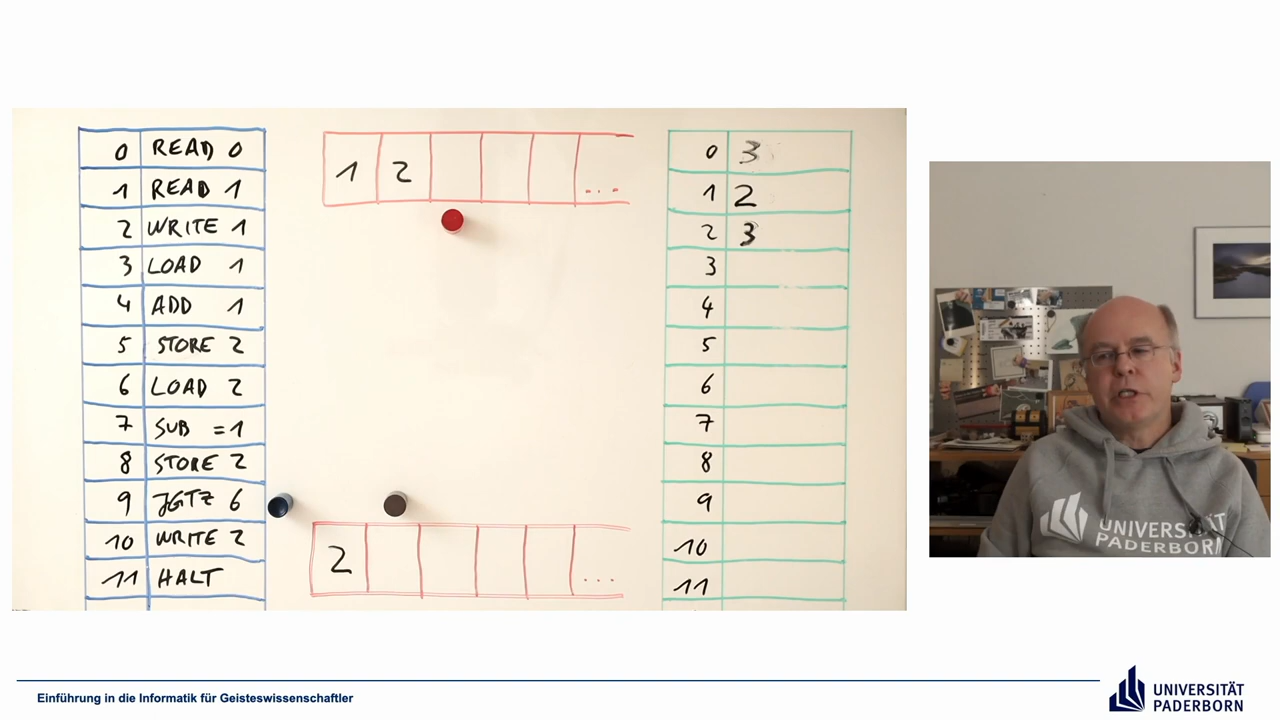 0 READ 0
1 READ 1
2 WRITE 1
3 LOAD 1
4 ADD 1
5 STORE 2
6 LOAD 2
7 SUB =1
8 STORE 2
9 JGTZ 6
10 WRITE 2
11 HALT
1 2 ...
2 ...
0 3
1 2
2 3
3
4
5
6
7
8
9
10
11
UNIVERSITÄT
PADERBORN
Einführung in die Informatik für Geisteswissenschaftler
UNIVERSITÄT
PADERBORN